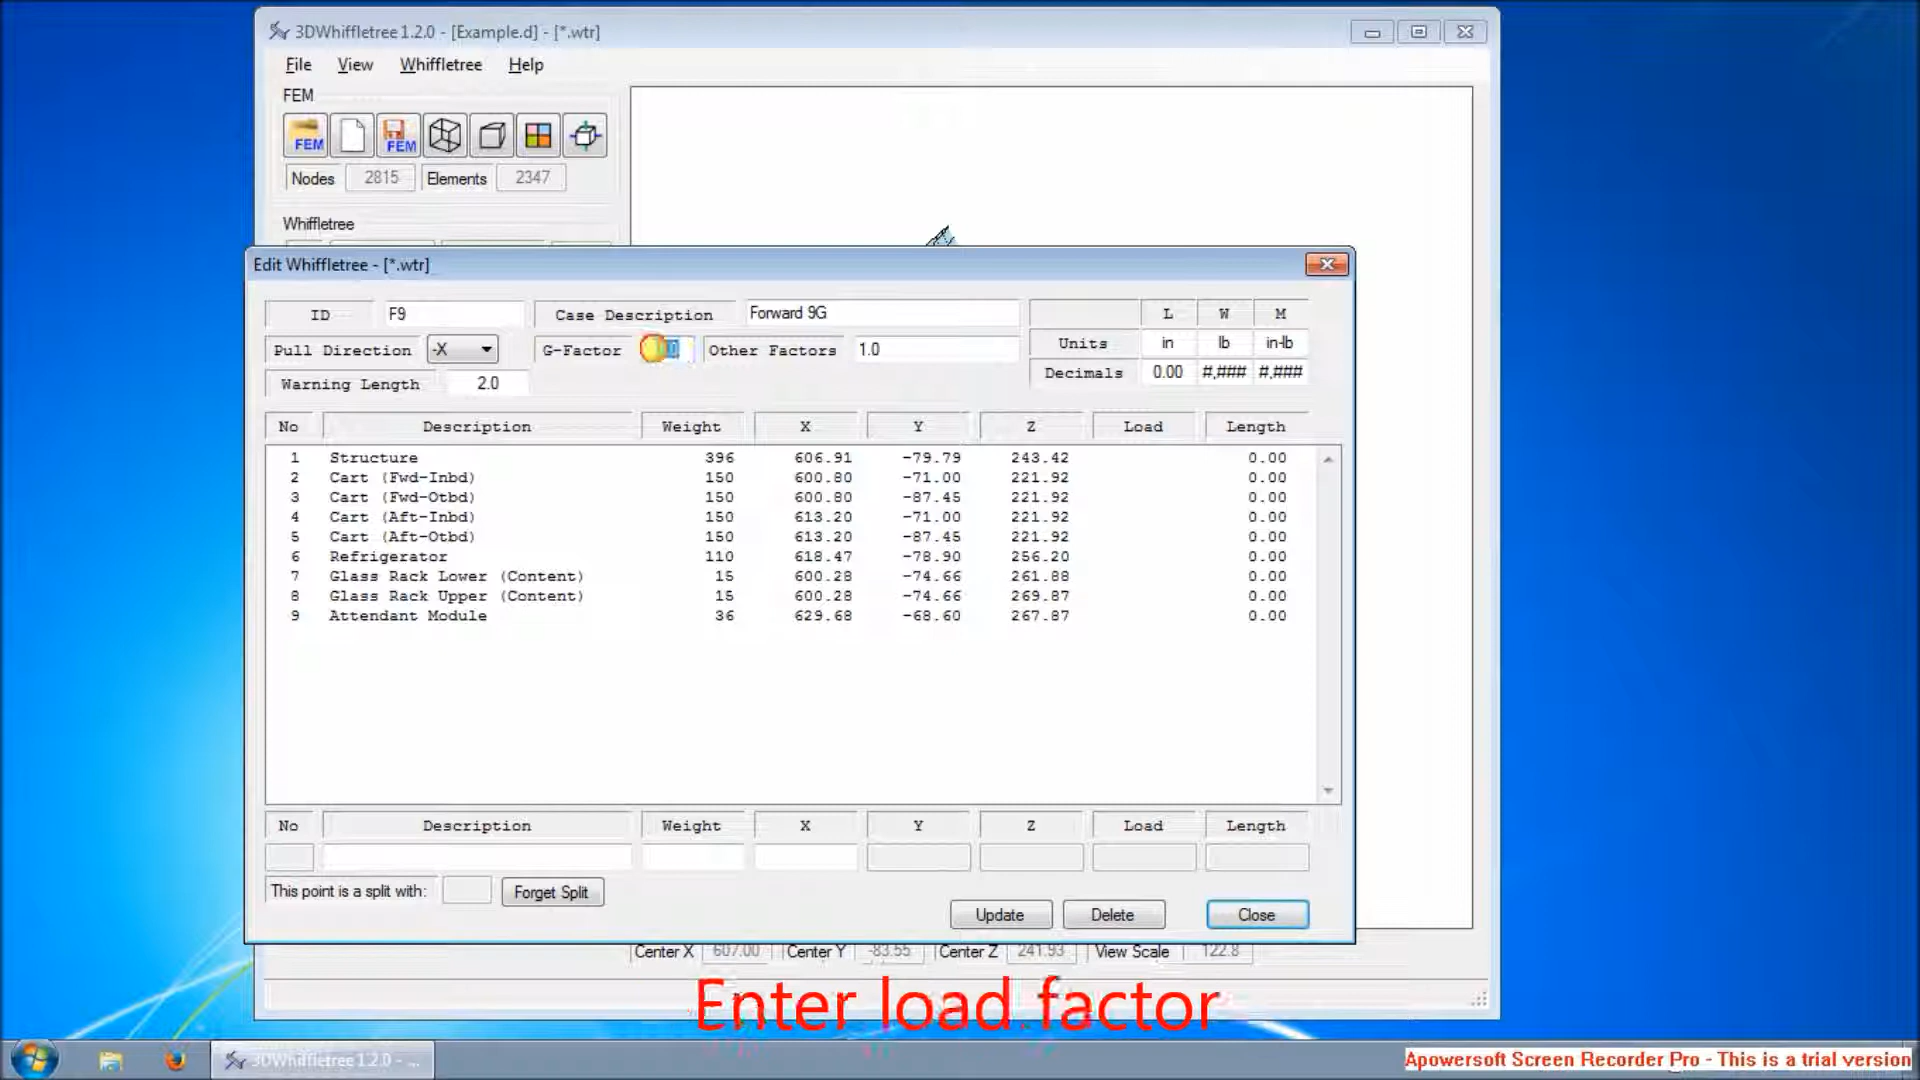 3DWhiffletree 1.2.0 - [Example.d] - [*.wtr]
File View Whiffletree Help
FEM
FEM FEM
Nodes 2815 Elements 2347
Whiffletree
Edit Whiffletree - [*.wtr]
ID F9 Case Description Forward 9G L W M
Pull Direction -X G-Factor Other Factors 1.0 Units in lb in-lb
Warning Length 2.0 Decimals 0.00 #,### #,###
No Description Weight X Y Z Load Length
1 Structure 396 606.91 -79.79 243.42 0.00
2 Cart (Fwd-Inbd) 150 600.80 -71.00 221.92 0.00
3 Cart (Fwd-Otbd) 150 600.80 -87.45 221.92 0.00
4 Cart (Aft-Inbd) 150 613.20 -71.00 221.92 0.00
5 Cart (Aft-Otbd) 150 613.20 -87.45 221.92 0.00
6 Refrigerator 110 618.47 -78.90 256.20 0.00
7 Glass Rack Lower (Content) 15 600.28 -74.66 261.88 0.00
8 Glass Rack Upper (Content) 15 600.28 -74.66 269.87 0.00
9 Attendant Module 36 629.68 -68.60 267.87 0.00
No Description Weight X Y Z Load Length
This point is a split with: Forget Split
Update Delete Close
Center X 607.00 Center Y -83.55 Center Z 241.93 View Scale 122.8
Enter load factor
3DWhiffletree 1.2.0 - ...
Apowersoft Screen Recorder Pro - This is a trial version